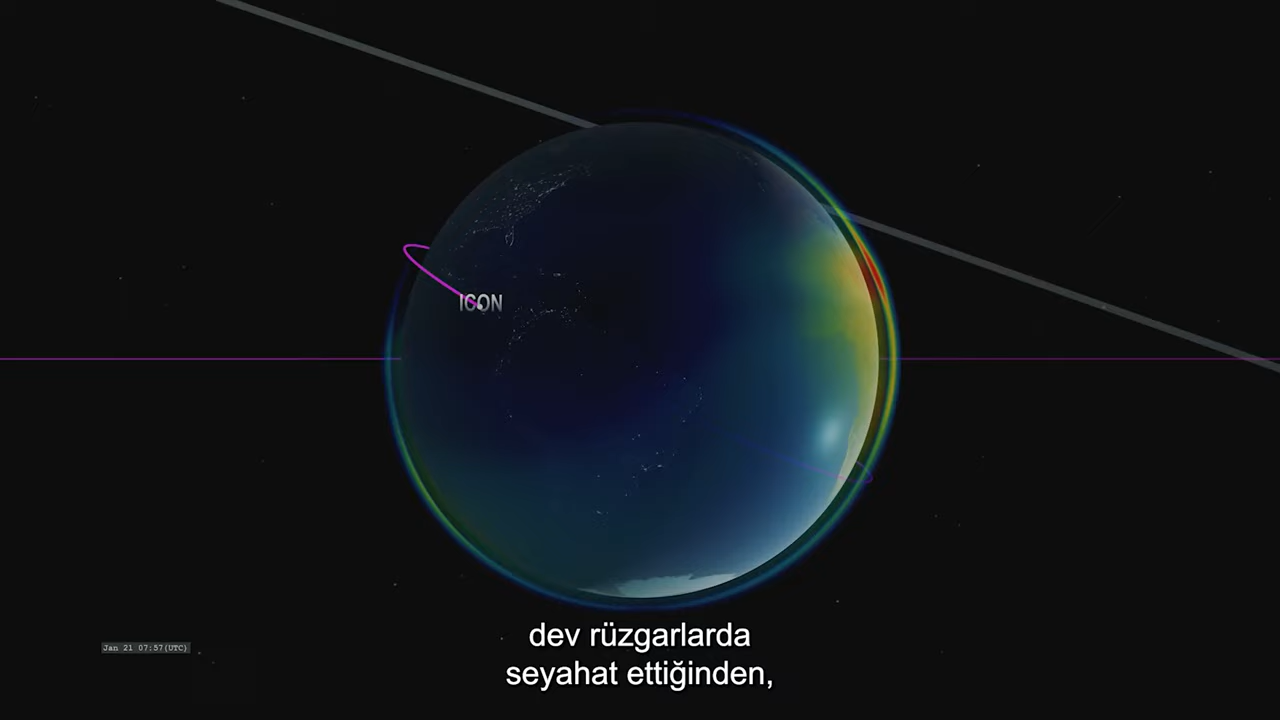 ICON
Jan 21 07:57(UTC)
dev rüzgarlarda
seyahat ettiğinden,